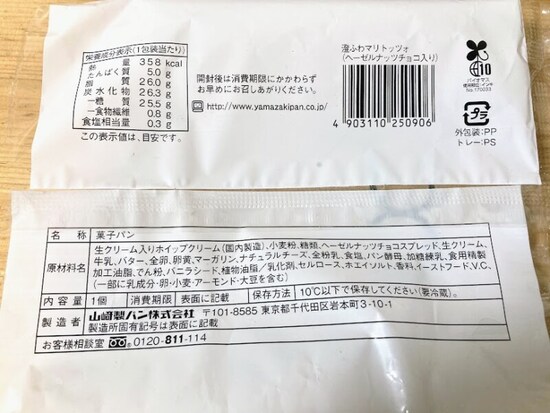 栄養成分表示(1包装当たり)
熱量 358 kcal
たんぱく質 5.0 g
脂質 26.0 g
炭水化物 26.3 g
－糖質 25.5 g
－食物繊維 0.8 g
食塩相当量 0.3 g
この表示値は、目安です。
開封後は消費期限にかかわらず
お早めにお召しあがりください。
http://www.yamazakipan.co.jp/
澄ふわマリトッツォ
(ヘーゼルナッツチョコ入り)
4903110250906
10
バイオマス
No.170033
プラ
外包装:PP
トレー:PS
名称 菓子パン
原材料名 生クリーム入りホイップクリーム(国内製造)、小麦粉、糖類、ヘーゼルナッツチョコスプレッド、生クリーム、
牛乳、バター、全卵、卵黄、マーガリン、ナチュラルチーズ、全粉乳、食塩、パン酵母、加糖練乳、食用精製
加工油脂、でん粉、バニラシード、植物油脂/乳化剤、セルロース、ホエイソルト、香料、イーストフード、V.C、
(一部に乳成分・卵・小麦・アーモンド・大豆を含む)
内容量 1個 消費期限 表面に記載 保存方法 10℃以下で保存してください(要冷蔵)。
製造者 山崎製パン株式会社 〒101-8585 東京都千代田区岩本町3-10-1
製造所固有記号は表面に記載
お客様相談室 0120-811-114